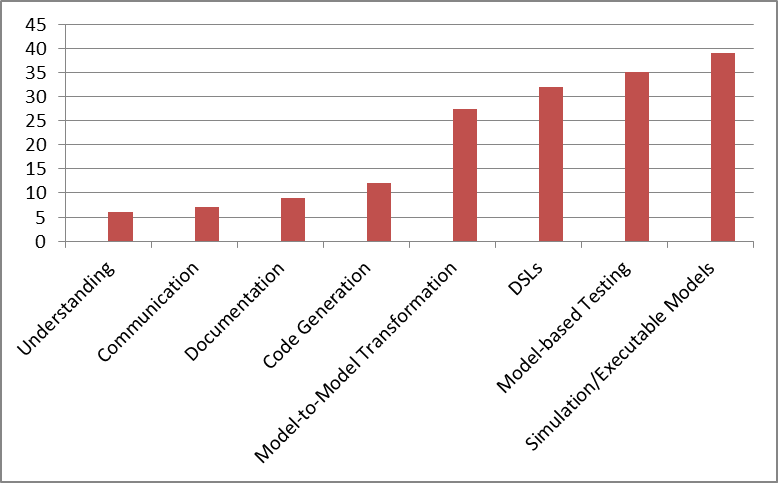 45
40
35
30
25
20
15
10
5
0
Understanding
Communication
Documentation
Code Generation
Model-to-Model Transformation
DSLs
Model-based Testing
Simulation/Executable Models